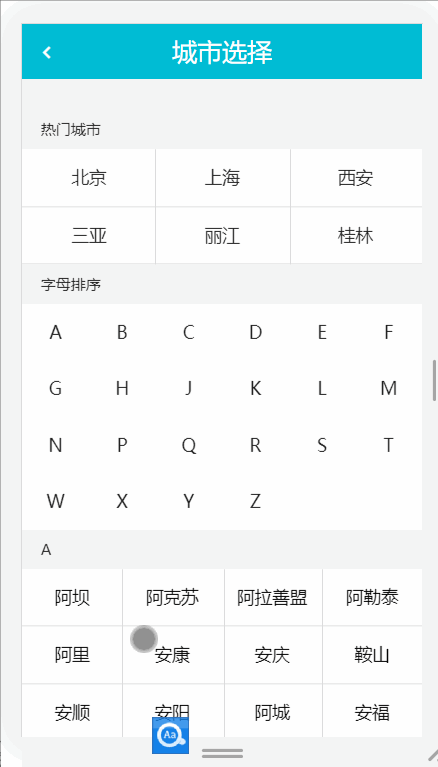 城市选择
热门城市
北京 上海 西安
三亚 丽江 桂林
字母排序
A B C D E F
G H J K L M
N P Q R S T
W X Y Z
A
阿坝 阿克苏 阿拉善盟 阿勒泰
阿里 安康 安庆 鞍山
安顺 安阳 阿城 安福
Aa